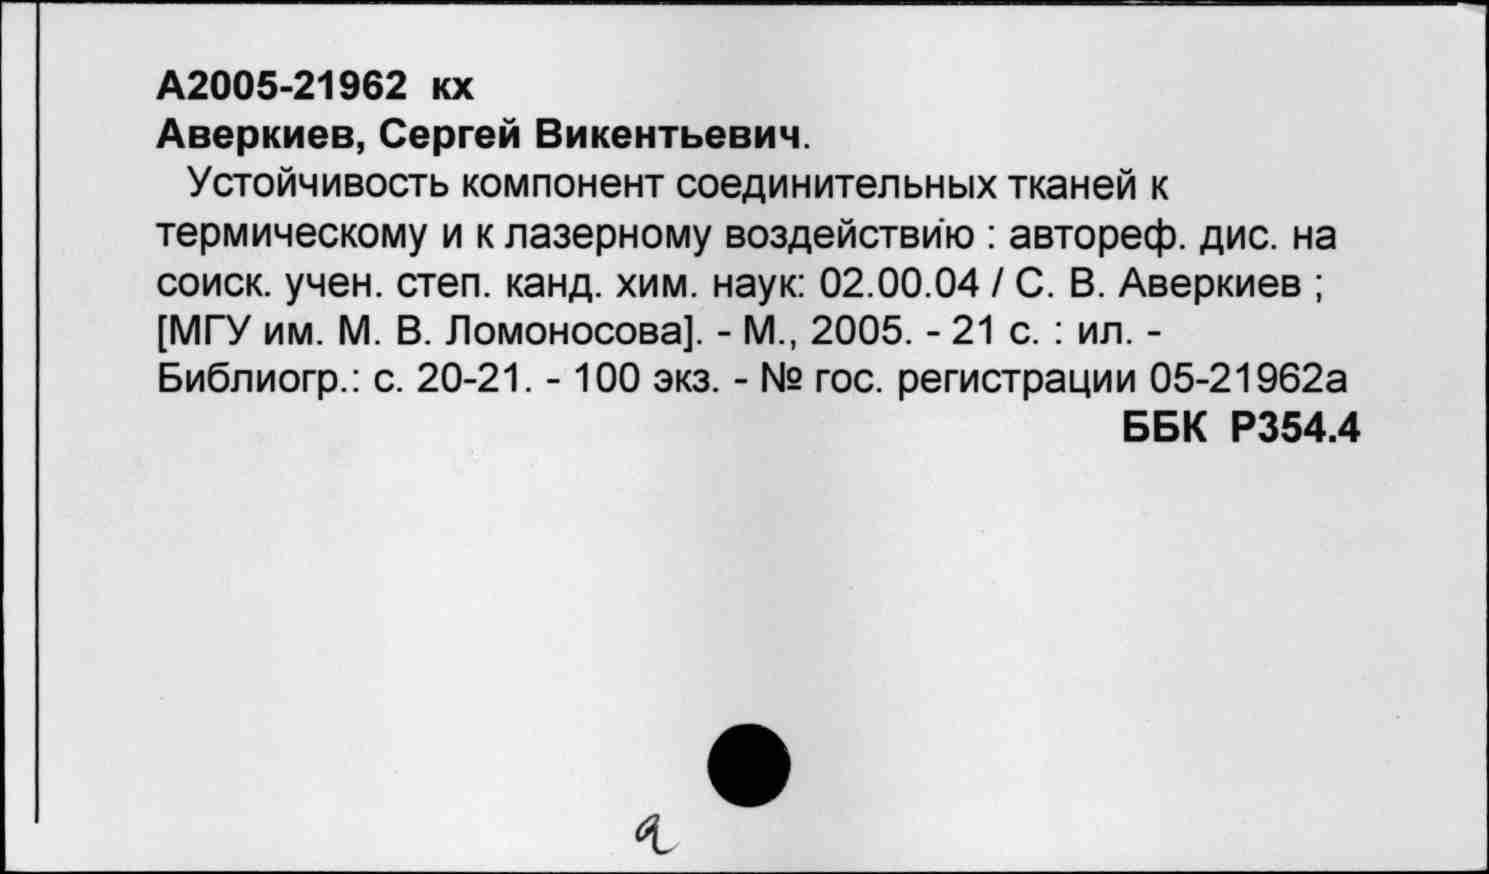 А2005-21962 кх
Аверкиев, Сергей Викентьевич.
Устойчивость компонент соединительных тканей к
термическому и к лазерному воздействию : автореф. дис. на
соиск. учен. степ. канд. хим. наук: 02.00.04 / С. В. Аверкиев ;
[МГУ им. М. В. Ломоносова]. - М., 2005. - 21 с. : ил. -
Библиогр.: с. 20-21. - 100 экз. - № гос. регистрации 05-21962а
ББК Р354.4